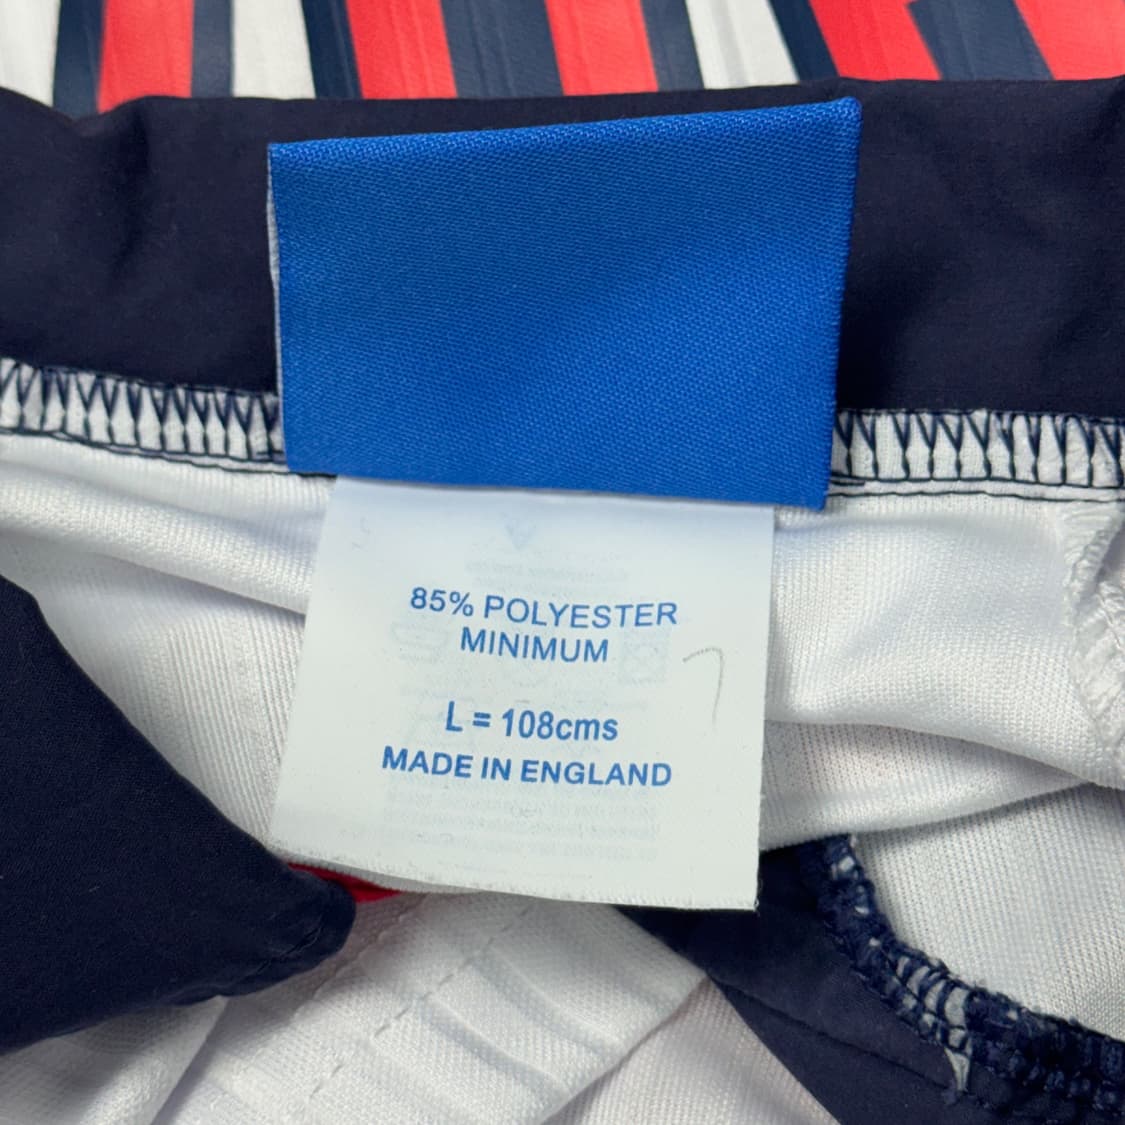 85% POLYESTER
MINIMUM
L = 108cms
MADE IN ENGLAND